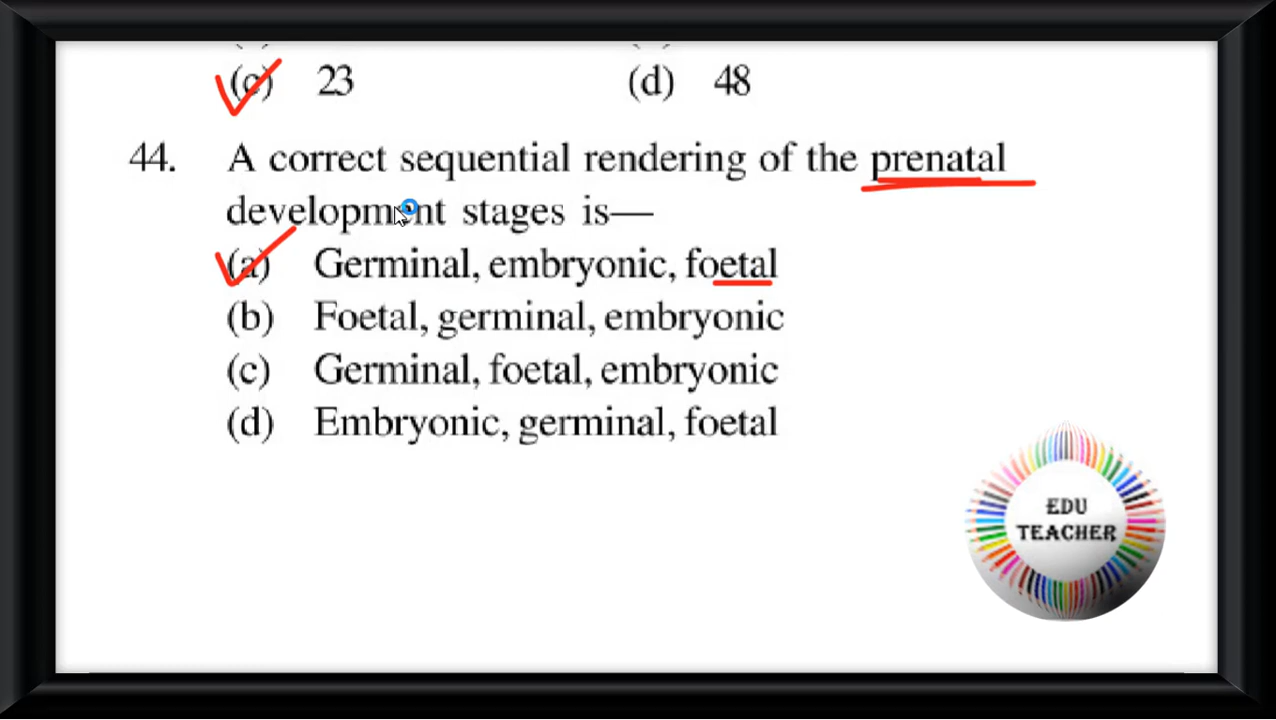 (c) 23 (d) 48
44. A correct sequential rendering of the prenatal
development stages is—
(a) Germinal, embryonic, foetal
(b) Foetal, germinal, embryonic
(c) Germinal, foetal, embryonic
(d) Embryonic, germinal, foetal
EDU
TEACHER